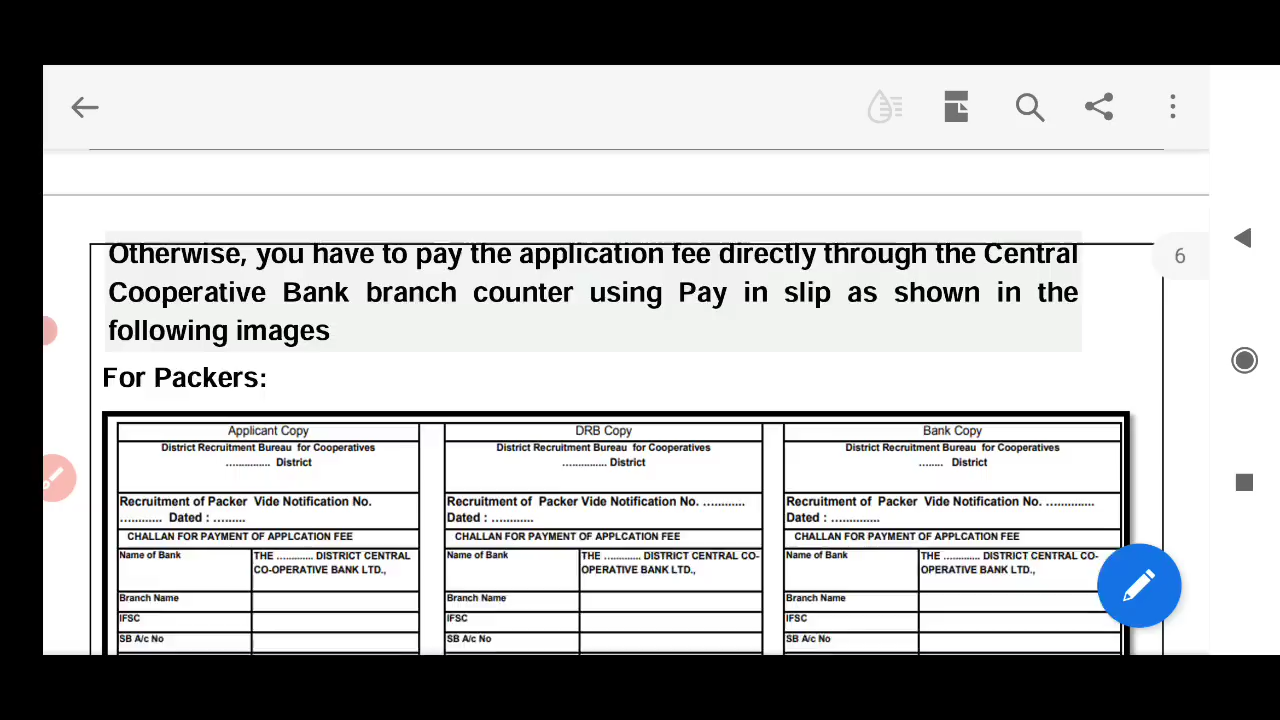 Otherwise, you have to pay the application fee directly through the Central
Cooperative Bank branch counter using Pay in slip as shown in the
following images
6
For Packers:
Applicant Copy
District Recruitment Bureau for Cooperatives
............... District
Recruitment of Packer Vide Notification No.
............ Dated : .........
CHALLAN FOR PAYMENT OF APPLCATION FEE
Name of Bank THE ............ DISTRICT CENTRAL
CO-OPERATIVE BANK LTD.,
Branch Name
IFSC
SB A/c No
DRB Copy
District Recruitment Bureau for Cooperatives
............... District
Recruitment of Packer Vide Notification No. ............
Dated : ............
CHALLAN FOR PAYMENT OF APPLCATION FEE
Name of Bank THE ............ DISTRICT CENTRAL CO-
OPERATIVE BANK LTD.,
Branch Name
IFSC
SB A/c No
Bank Copy
District Recruitment Bureau for Cooperatives
........ District
Recruitment of Packer Vide Notification No. ..............
Dated : ..............
CHALLAN FOR PAYMENT OF APPLCATION FEE
Name of Bank THE ............ DISTRICT CENTRAL CO-
OPERATIVE BANK LTD.,
Branch Name
IFSC
SB A/c No